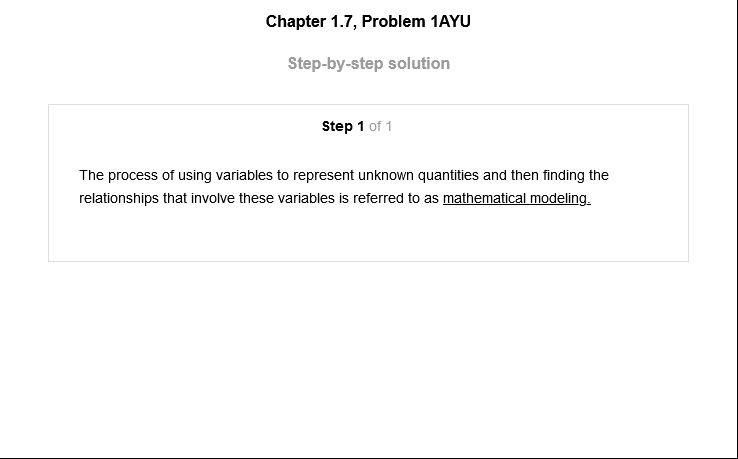 Chapter 1.7, Problem 1AYU
Step-by-step solution
Step 1 of 1
The process of using variables to represent unknown quantities and then finding the
relationships that involve these variables is referred to as mathematical modeling.